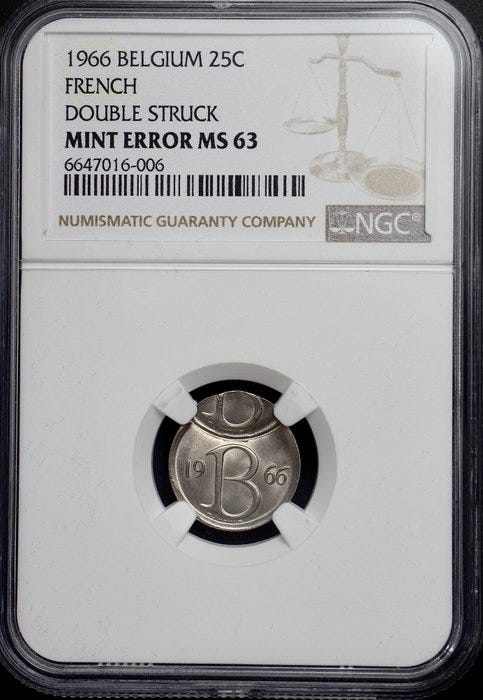 1966 BELGIUM 25C
FRENCH
DOUBLE STRUCK
MINT ERROR MS 63
6647016-006
NUMISMATIC GUARANTY COMPANY
NGC®
B
19 B 66